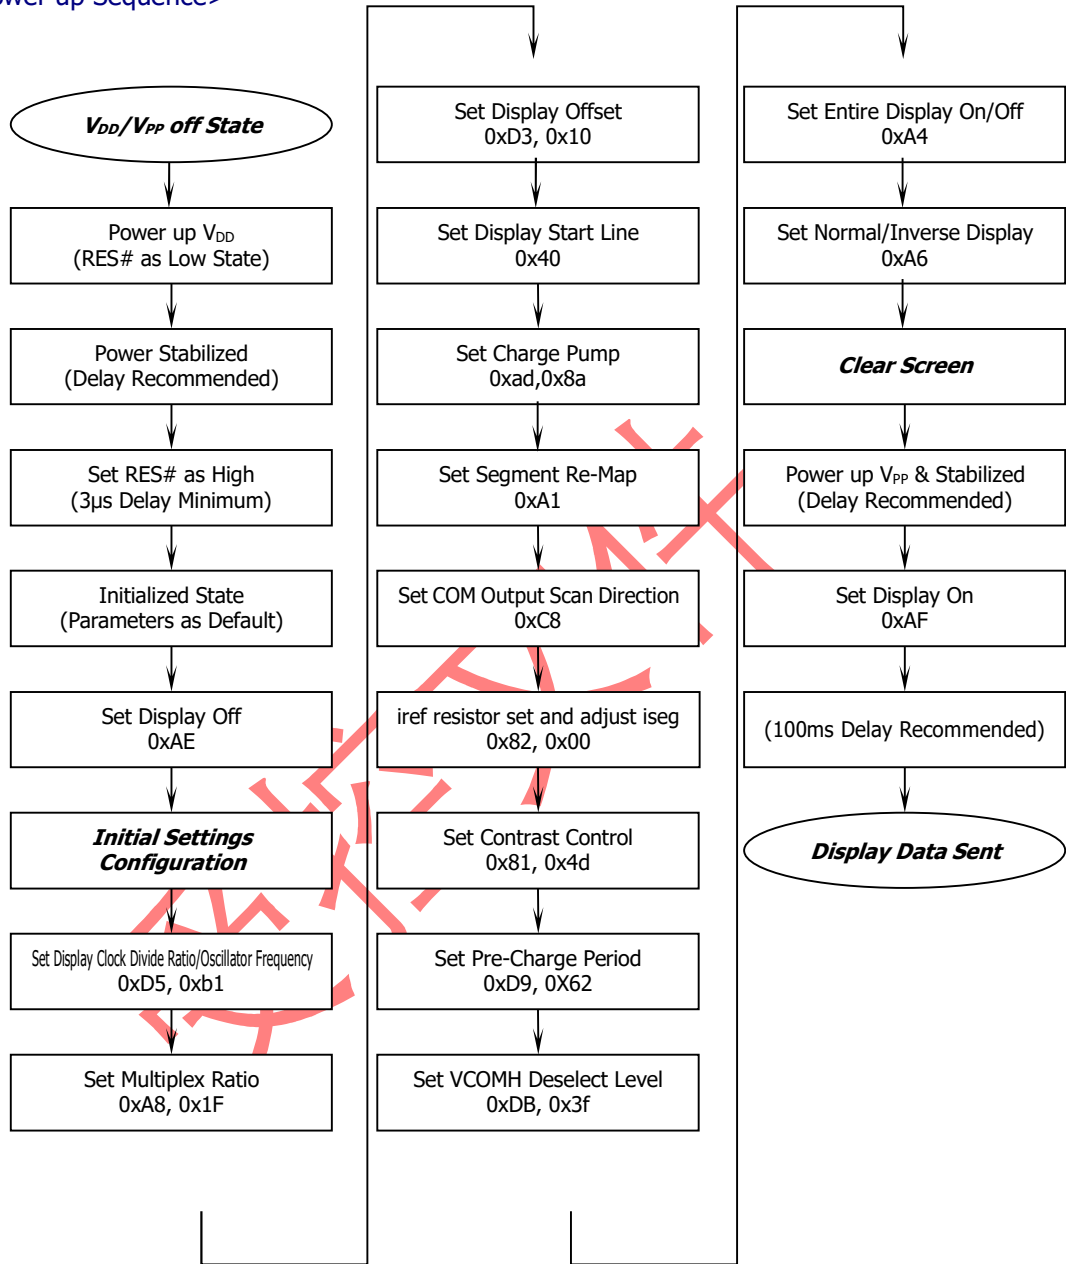 Power up Sequence>
V_DD/V_PP off State
Power up V_DD
(RES# as Low State)
Power Stabilized
(Delay Recommended)
Set RES# as High
(3μs Delay Minimum)
Initialized State
(Parameters as Default)
Set Display Off
0xAE
Initial Settings
Configuration
Set Display Clock Divide Ratio/Oscillator Frequency
0xD5, 0xb1
Set Multiplex Ratio
0xA8, 0x1F
Set Display Offset
0xD3, 0x10
Set Display Start Line
0x40
Set Charge Pump
0xad,0x8a
Set Segment Re-Map
0xA1
Set COM Output Scan Direction
0xC8
iref resistor set and adjust iseg
0x82, 0x00
Set Contrast Control
0x81, 0x4d
Set Pre-Charge Period
0xD9, 0X62
Set VCOMH Deselect Level
0xDB, 0x3f
Set Entire Display On/Off
0xA4
Set Normal/Inverse Display
0xA6
Clear Screen
Power up V_PP & Stabilized
(Delay Recommended)
Set Display On
0xAF
(100ms Delay Recommended)
Display Data Sent